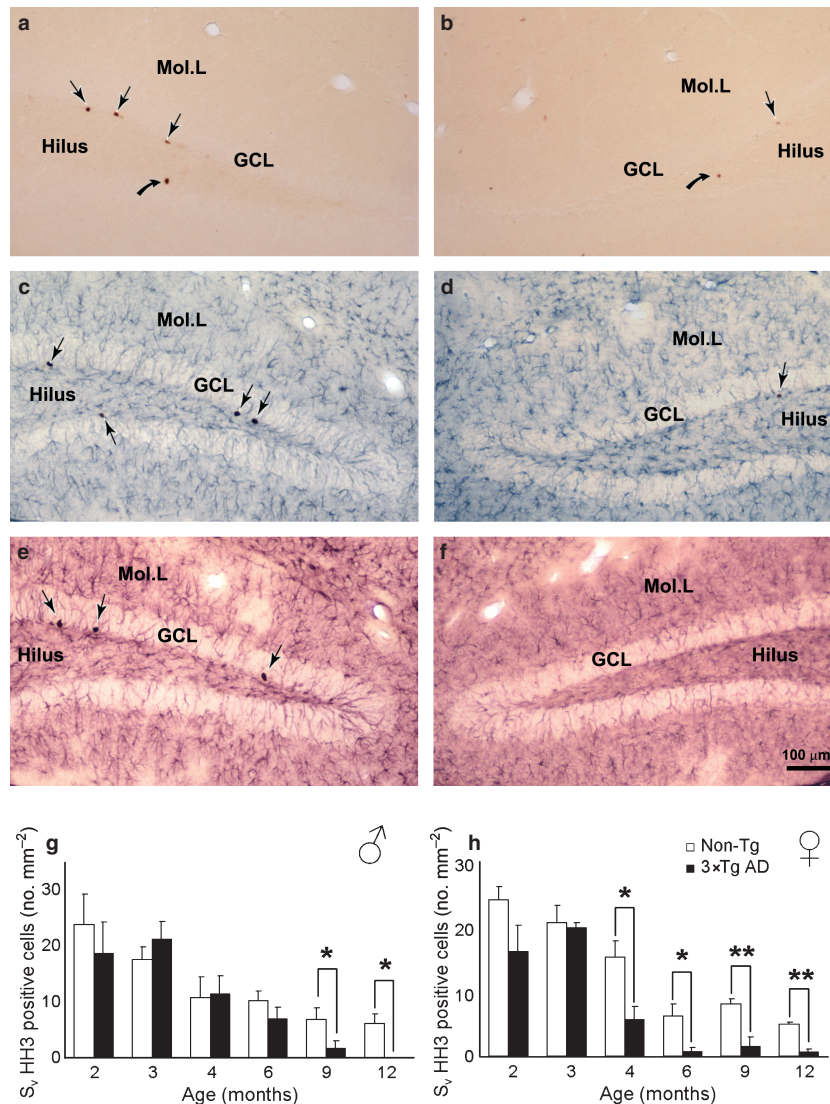 a
Mol.L
Hilus
GCL
b
Mol.L
Hilus
GCL
c
Mol.L
GCL
Hilus
d
Mol.L
GCL
Hilus
e
Mol.L
GCL
Hilus
f
Mol.L
GCL
Hilus
100 μm
g
♂
Sv HH3 positive cells (no. mm−2)
30
20
10
0
*
*
2 3 4 6 9 12
Age (months)
h
Non-Tg
3×Tg AD
♀
Sv HH3 positive cells (no. mm−2)
30
20
10
0
*
*
**
**
2 3 4 6 9 12
Age (months)